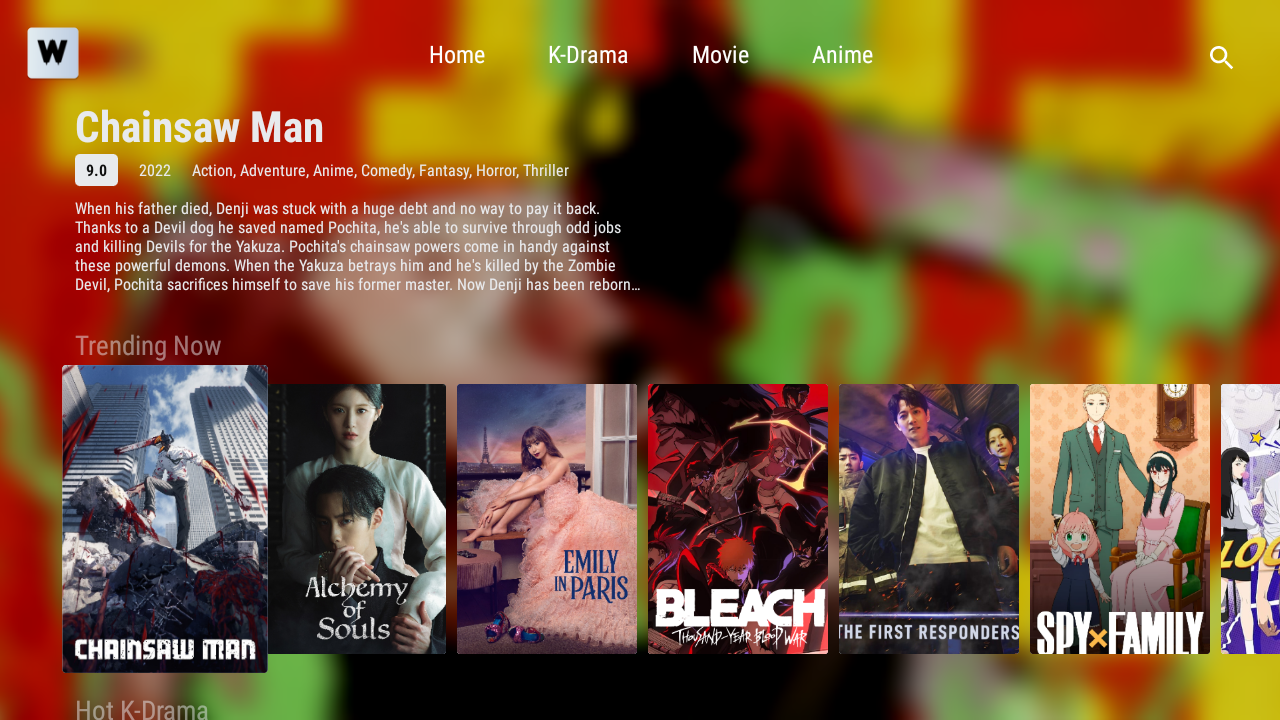 W
Home K-Drama Movie Anime
Chainsaw Man
9.0 2022 Action, Adventure, Anime, Comedy, Fantasy, Horror, Thriller
When his father died, Denji was stuck with a huge debt and no way to pay it back.
Thanks to a Devil dog he saved named Pochita, he's able to survive through odd jobs
and killing Devils for the Yakuza. Pochita's chainsaw powers come in handy against
these powerful demons. When the Yakuza betrays him and he's killed by the Zombie
Devil, Pochita sacrifices himself to save his former master. Now Denji has been reborn...
Trending Now
CHAINSAW MAN
Alchemy
of
Souls
EMILY
IN PARIS
BLEACH
THOUSAND-YEAR BLOOD WAR
THE FIRST RESPONDERS
SPY×FAMILY
LOO
Hot K-Drama